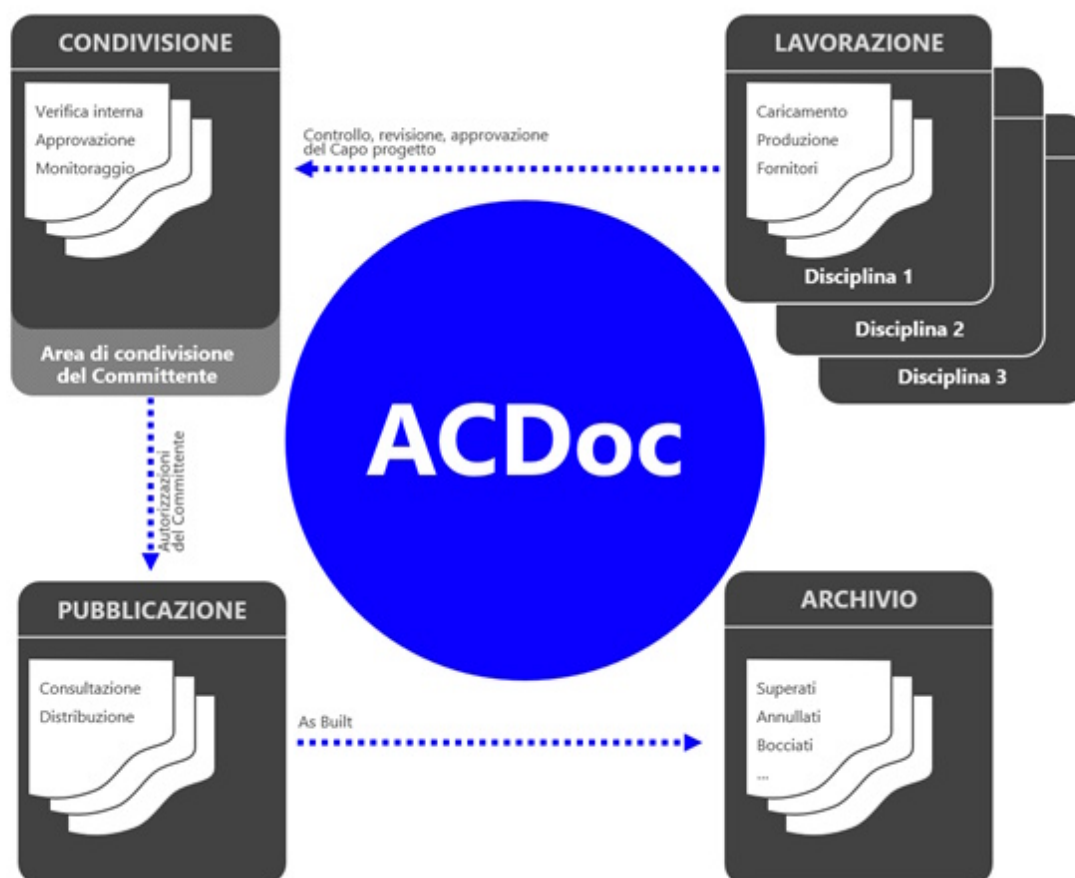 CONDIVISIONE
Verifica interna
Approvazione
Monitoraggio
Area di condivisione
del Committente
Controllo, revisione, approvazione
del Capo progetto
LAVORAZIONE
Caricamento
Produzione
Fornitori
Disciplina 1
Disciplina 2
Disciplina 3
ACDoc
Autorizzazioni
del Committente
PUBBLICAZIONE
Consultazione
Distribuzione
As Built
ARCHIVIO
Superati
Annullati
Bocciati
...